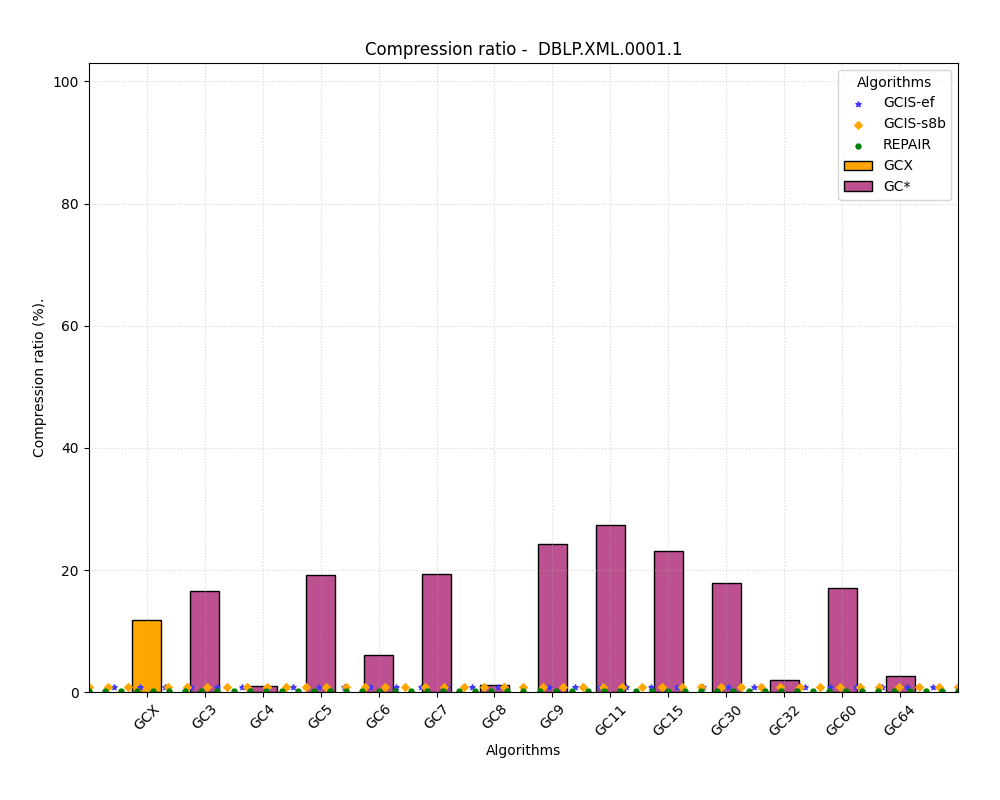 Compression ratio -  DBLP.XML.0001.1
Algorithms
GCIS-ef
GCIS-s8b
REPAIR
GCX
GC*
100
80
60
40
20
0
Compression ratio (%).
GCX
GC3
GC4
GC5
GC6
GC7
GC8
GC9
GC11
GC15
GC30
GC32
GC60
GC64
Algorithms